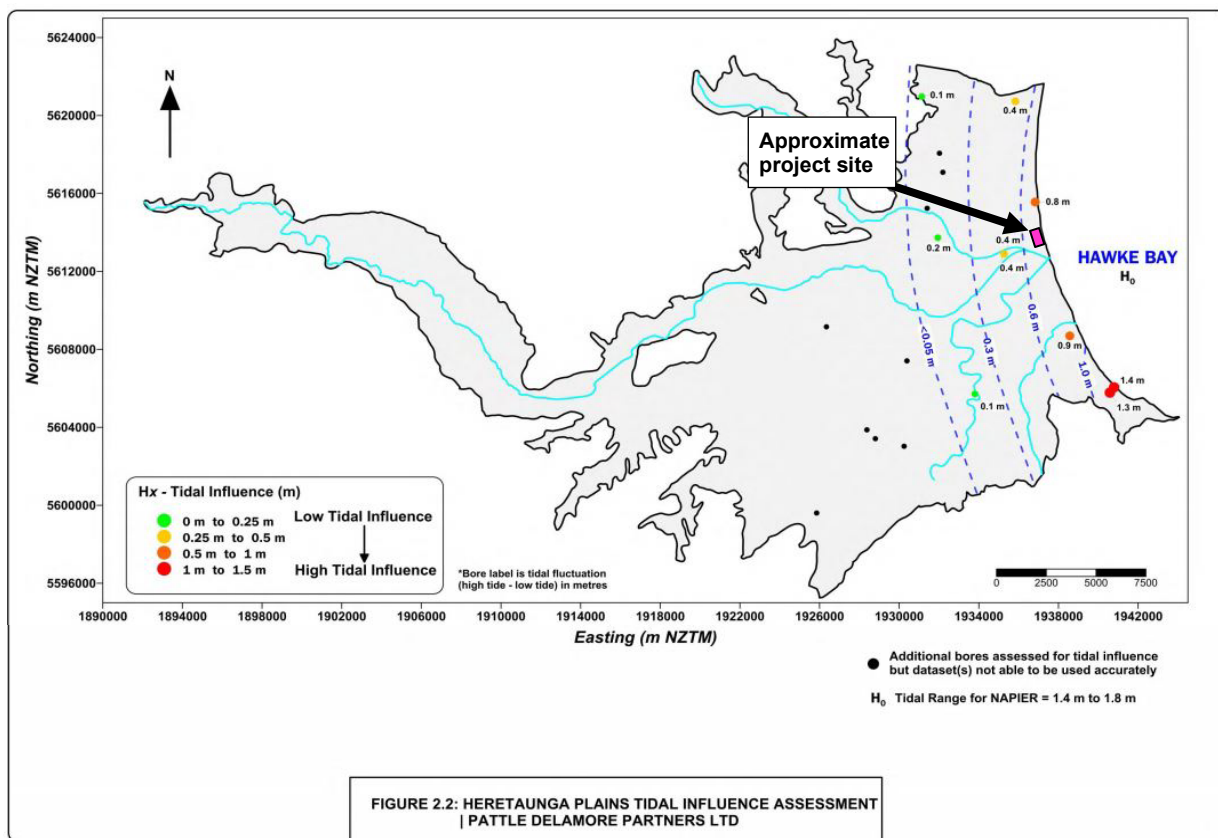 5624000
5620000
5616000
5612000
5608000
5604000
5600000
5596000
Northing (m NZTM)
N
0.1 m
0.4 m
Approximate
project site
0.8 m
0.4 m
0.2 m
0.4 m
HAWKE BAY
H₀
<0.05 m
0.3 m
0.6 m
1.0 m
0.9 m
1.4 m
1.3 m
0.1 m
Hx - Tidal Influence (m)
0 m to 0.25 m
0.25 m to 0.5 m
0.5 m to 1 m
1 m to 1.5 m
Low Tidal Influence
High Tidal Influence
*Bore label is tidal fluctuation
(high tide - low tide) in metres
0 2500 5000 7500
1890000 1894000 1898000 1902000 1906000 1910000 1914000 1918000 1922000 1926000 1930000 1934000 1938000 1942000
Easting (m NZTM)
Additional bores assessed for tidal influence
but dataset(s) not able to be used accurately
H₀ Tidal Range for NAPIER = 1.4 m to 1.8 m
FIGURE 2.2: HERETAUNGA PLAINS TIDAL INFLUENCE ASSESSMENT
| PATTLE DELAMORE PARTNERS LTD